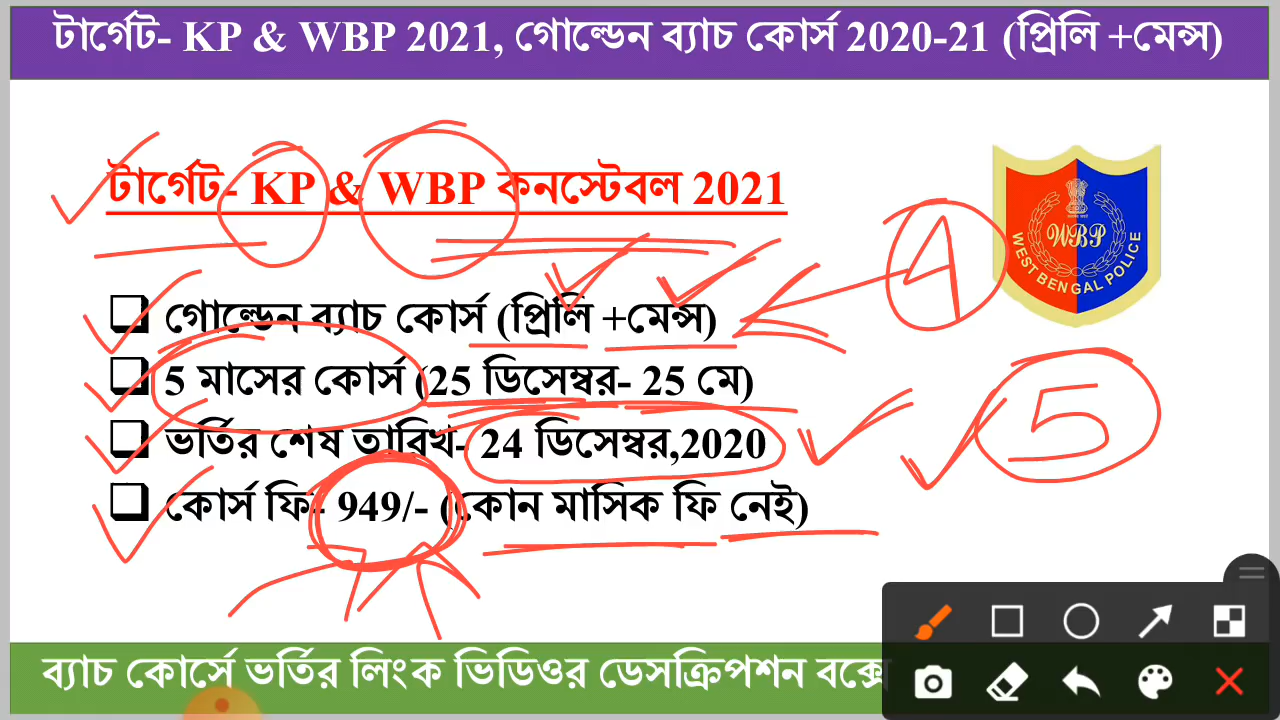 টার্গেট- KP & WBP 2021, গোল্ডেন ব্যাচ কোর্স 2020-21 (প্রিলি +মেন্স)
টার্গেট- KP & WBP কনস্টেবল 2021
গোল্ডেন ব্যাচ কোর্স (প্রিলি +মেন্স)
4
WBP
WEST BENGAL POLICE
5 মাসের কোর্স (25 ডিসেম্বর- 25 মে)
5
ভর্তির শেষ তারিখ- 24 ডিসেম্বর,2020
কোর্স ফি- 949/- (কোন মাসিক ফি নেই)
ব্যাচ কোর্সে ভর্তির লিংক ভিডিওর ডেসক্রিপশন বক্সে